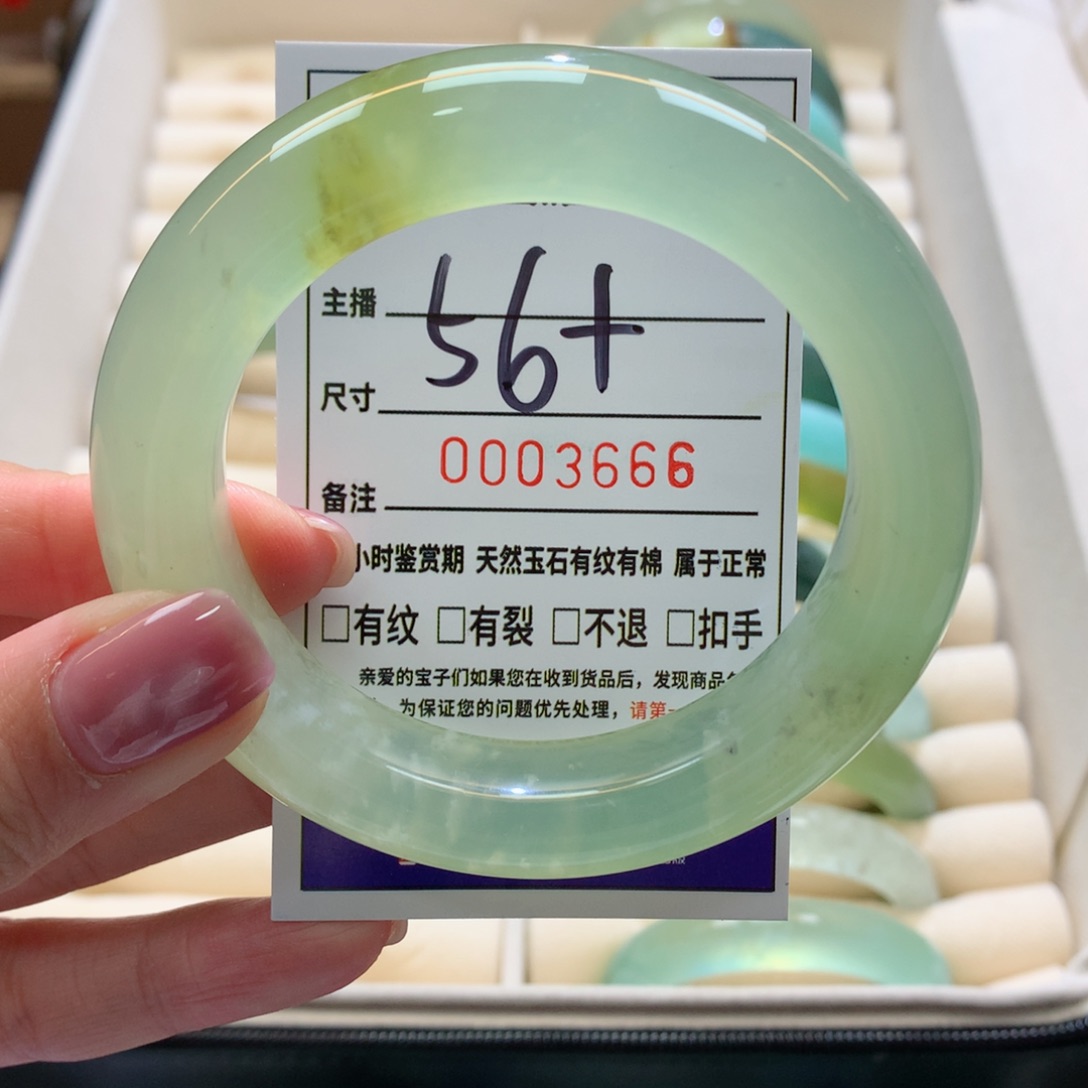 主播 56+
尺寸
0003666
备注
小时鉴赏期 天然玉石有纹有棉 属于正常
□有纹 □有裂 □不退 □扣手
亲爱的宝子们如果您在收到货品后，发现商品
为保证您的问题优先处理，请第一